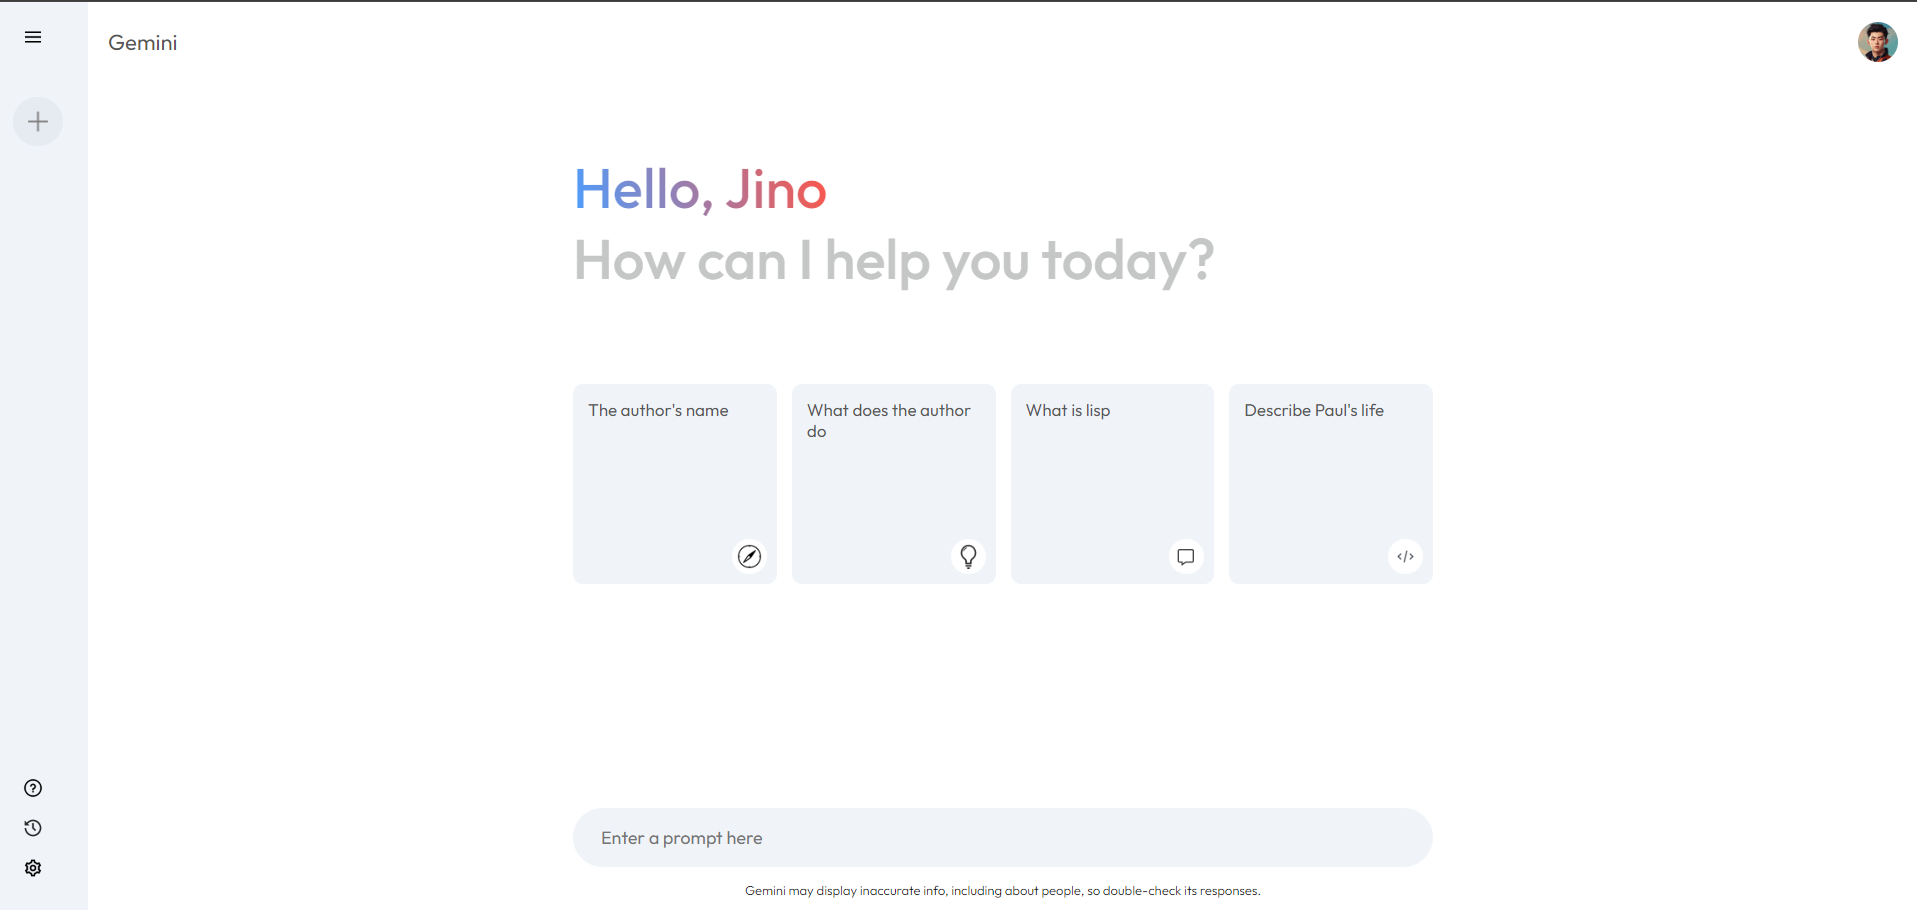 Gemini
Hello, Jino
How can I help you today?
The author's name
What does the author
do
What is lisp
Describe Paul's life
Enter a prompt here
Gemini may display inaccurate info, including about people, so double-check its responses.